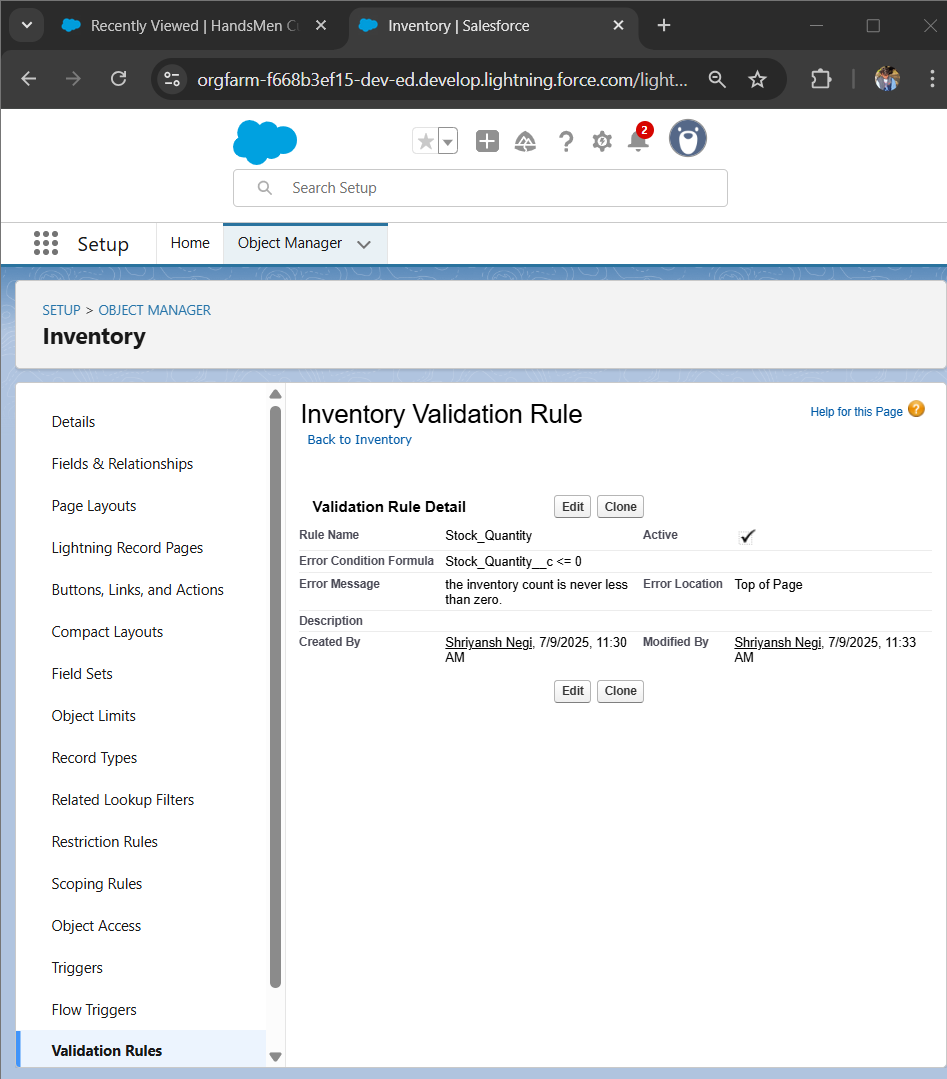 Recently Viewed | HandsMen C
Inventory | Salesforce
orgfarm-f668b3ef15-dev-ed.develop.lightning.force.com/light...
2
Search Setup
Setup
Home
Object Manager
SETUP > OBJECT MANAGER
Inventory
Details
Fields & Relationships
Page Layouts
Lightning Record Pages
Buttons, Links, and Actions
Compact Layouts
Field Sets
Object Limits
Record Types
Related Lookup Filters
Restriction Rules
Scoping Rules
Object Access
Triggers
Flow Triggers
Validation Rules
Inventory Validation Rule
Help for this Page ?
Back to Inventory
Validation Rule Detail
Edit Clone
Rule Name Stock_Quantity Active
Error Condition Formula Stock_Quantity__c <= 0
Error Message the inventory count is never less Error Location Top of Page
than zero.
Description
Created By Shriyansh Negi, 7/9/2025, 11:30 Modified By Shriyansh Negi, 7/9/2025, 11:33
AM AM
Edit Clone